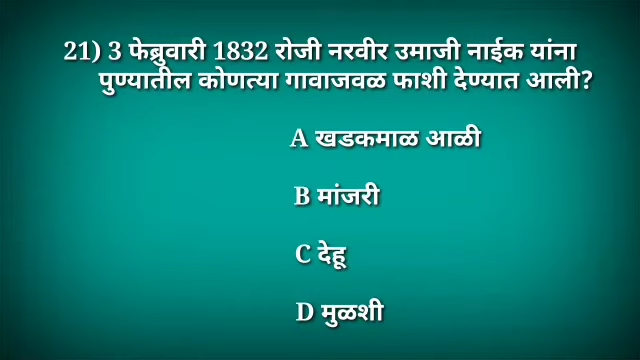 21) 3 फेब्रुवारी 1832 रोजी नरवीर उमाजी नाईक यांना
पुण्यातील कोणत्या गावाजवळ फाशी देण्यात आली?
A खडकमाळ आळी
B मांजरी
C देहू
D मुळशी